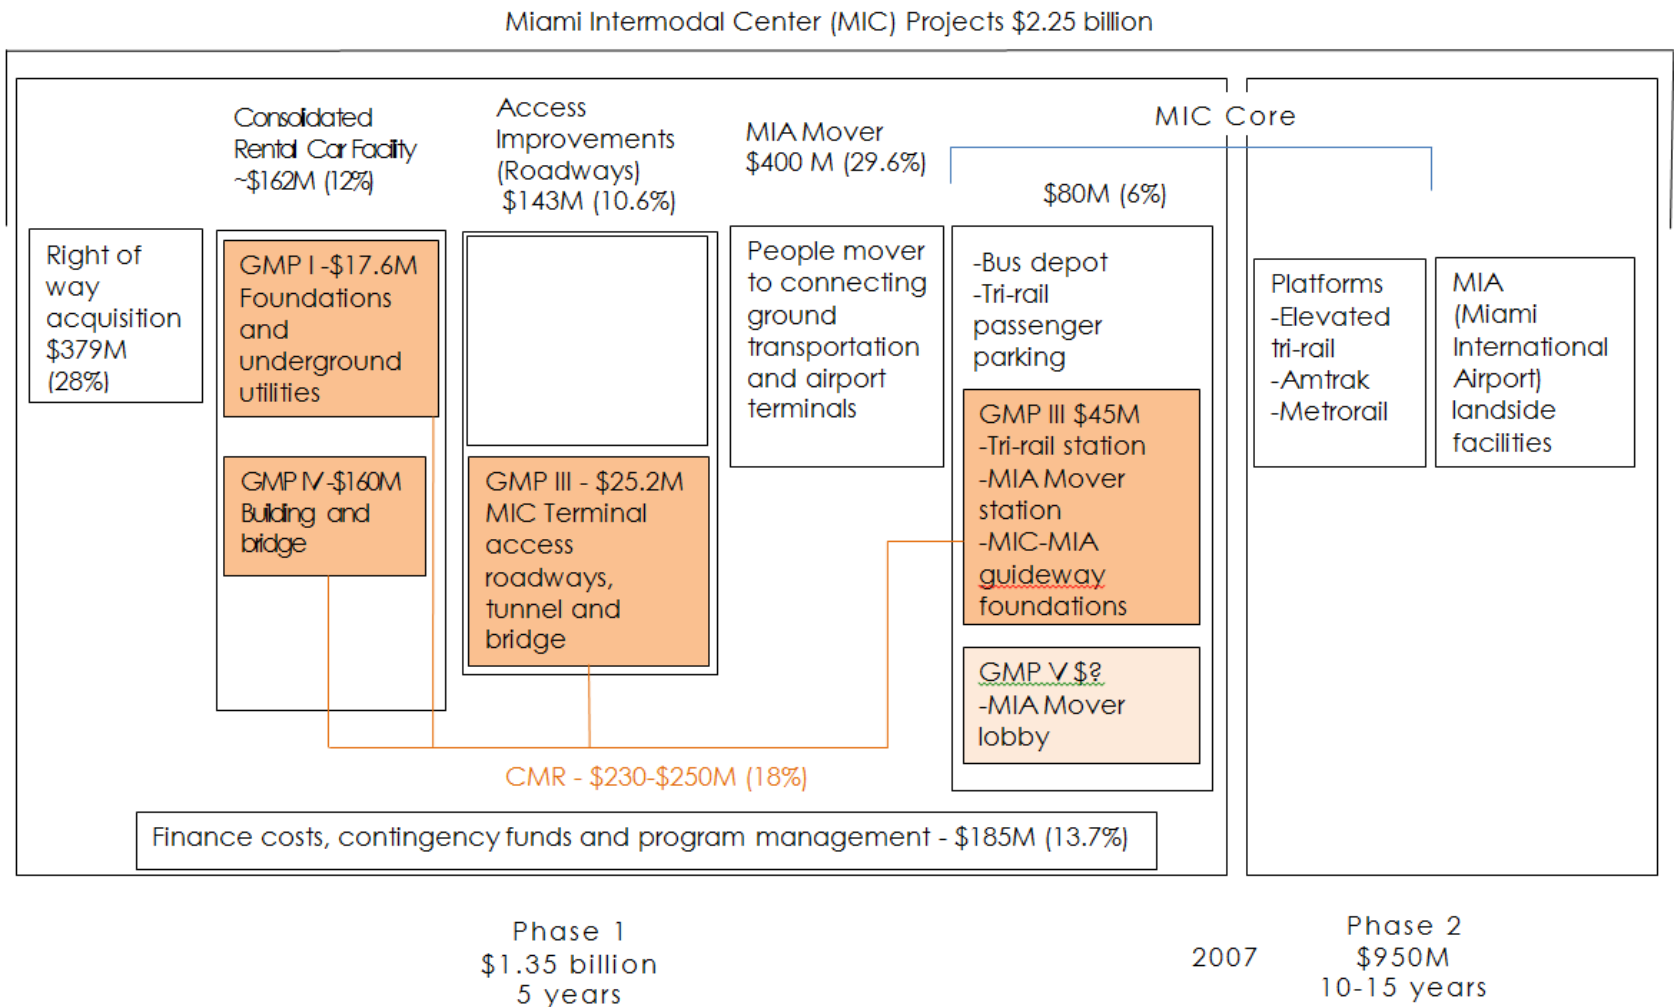 Miami Intermodal Center (MIC) Projects $2.25 billion
Consolidated
Rental Car Facility
~$162M (12%)
Access
Improvements
(Roadways)
$143M (10.6%)
MIA Mover
$400 M (29.6%)
MIC Core
$80M (6%)
Right of
way
acquisition
$379M
(28%)
GMP I -$17.6M
Foundations
and
underground
utilities
GMP IV -$160M
Building and
bridge
GMP III - $25.2M
MIC Terminal
access
roadways,
tunnel and
bridge
People mover
to connecting
ground
transportation
and airport
terminals
-Bus depot
-Tri-rail
passenger
parking
GMP III $45M
-Tri-rail station
-MIA Mover
station
-MIC-MIA
guideway
foundations
GMP V $?
-MIA Mover
lobby
Platforms
-Elevated
tri-rail
-Amtrak
-Metrorail
MIA
(Miami
International
Airport)
landside
facilities
CMR - $230-$250M (18%)
Finance costs, contingency funds and program management - $185M (13.7%)
Phase 1
$1.35 billion
5 years
2007
Phase 2
$950M
10-15 years